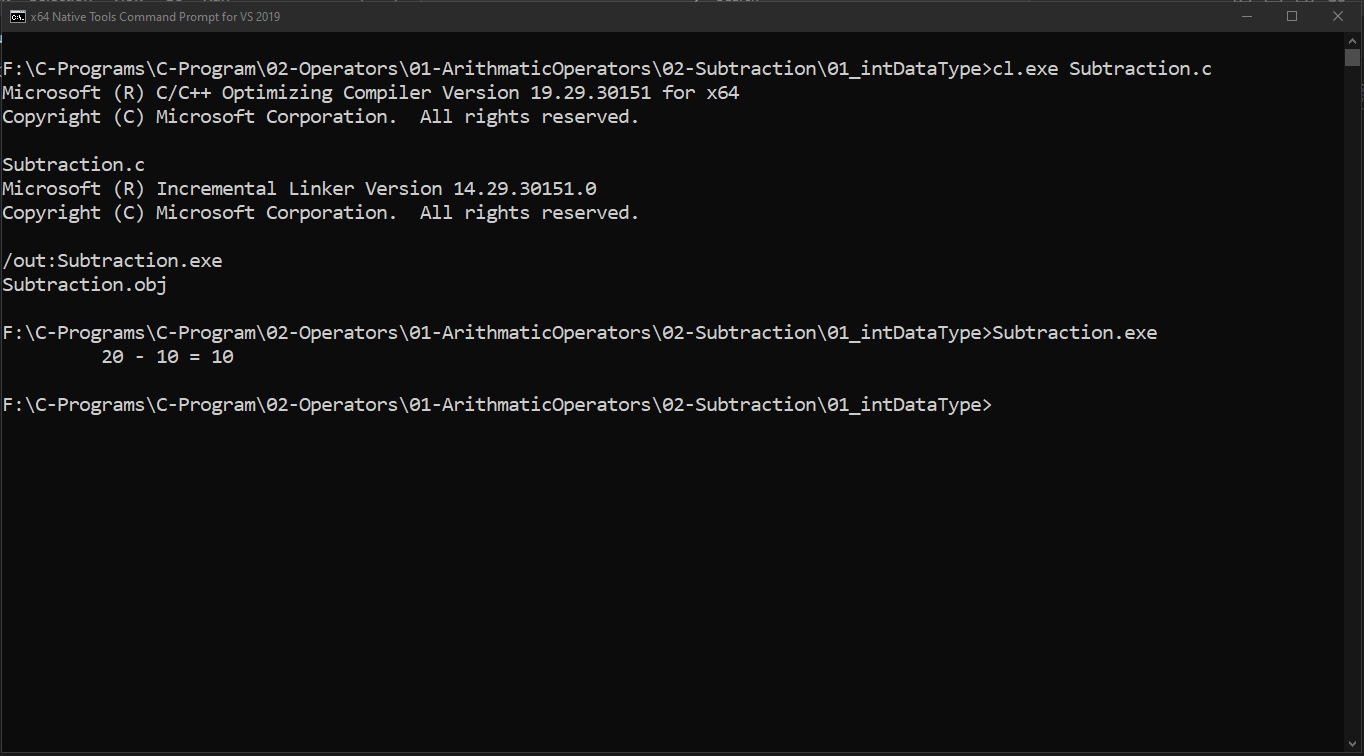 x64 Native Tools Command Prompt for VS 2019
F:\C-Programs\C-Program\02-Operators\01-ArithmaticOperators\02-Subtraction\01_intDataType>cl.exe Subtraction.c
Microsoft (R) C/C++ Optimizing Compiler Version 19.29.30151 for x64
Copyright (C) Microsoft Corporation.  All rights reserved.
Subtraction.c
Microsoft (R) Incremental Linker Version 14.29.30151.0
Copyright (C) Microsoft Corporation.  All rights reserved.
/out:Subtraction.exe
Subtraction.obj
F:\C-Programs\C-Program\02-Operators\01-ArithmaticOperators\02-Subtraction\01_intDataType>Subtraction.exe
20 - 10 = 10
F:\C-Programs\C-Program\02-Operators\01-ArithmaticOperators\02-Subtraction\01_intDataType>